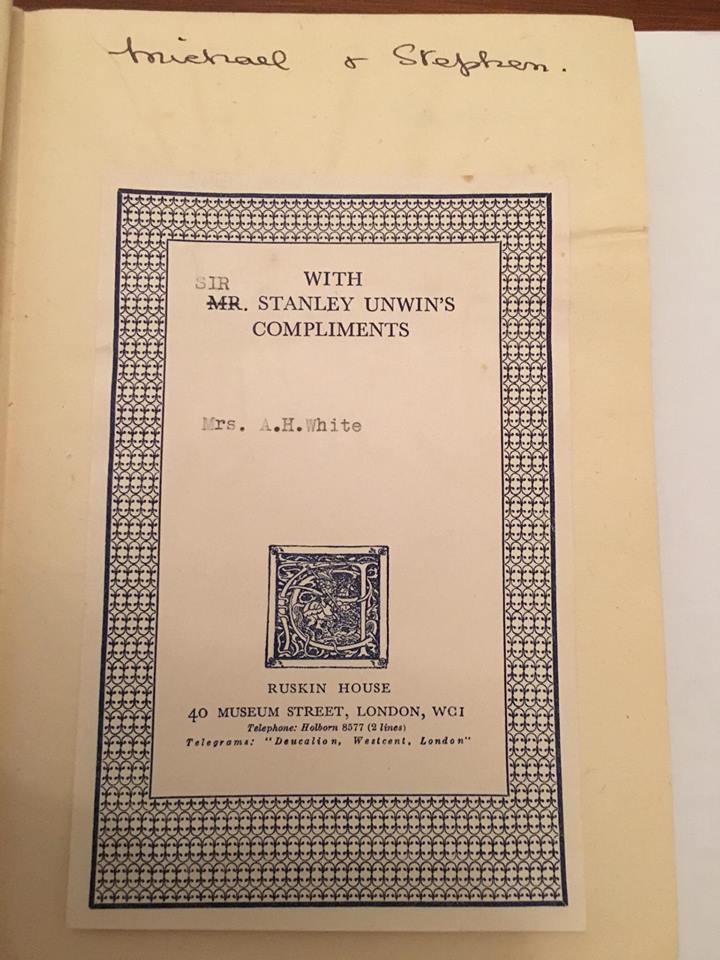 Michael & Stephen.
SIR
WITH
MR. STANLEY UNWIN'S
COMPLIMENTS
Mrs. A.H.White
RUSKIN HOUSE
40 MUSEUM STREET, LONDON, WC1
Telephone: Holborn 8577 (2 lines)
Telegrams: "Deucalion, Westcent, London"